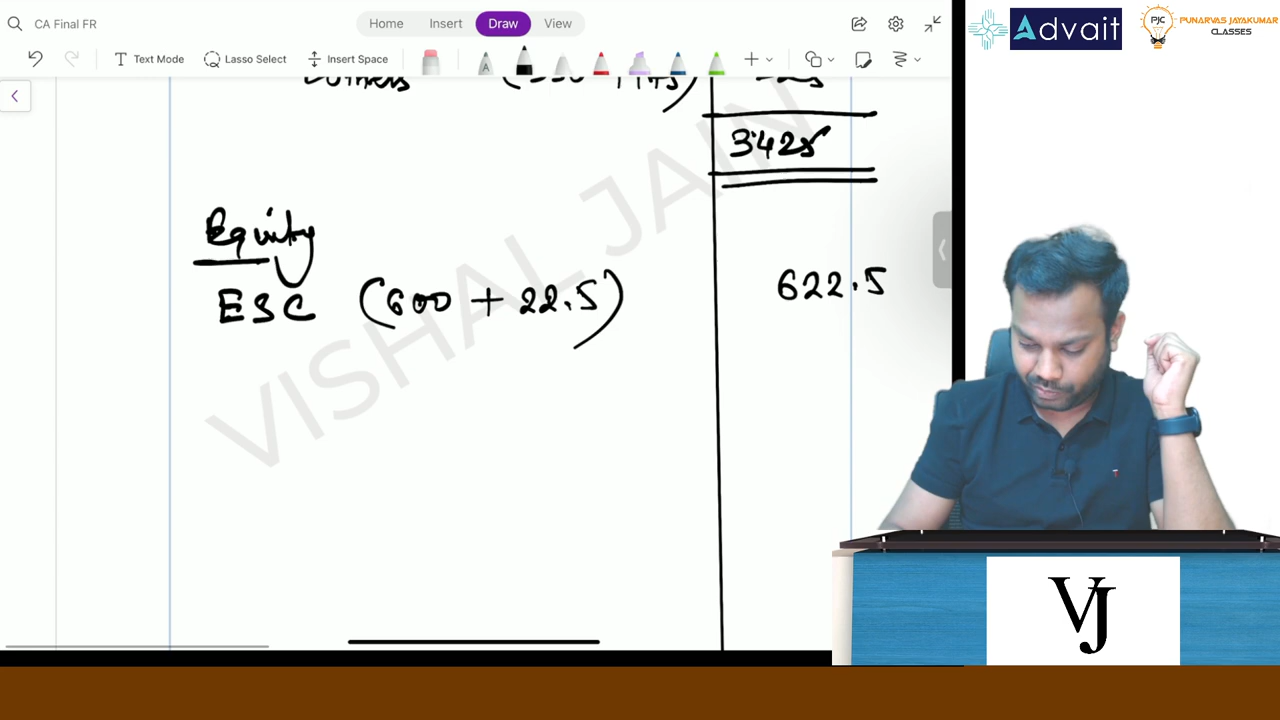 CA Final FR
Home Insert Draw View
Advait
PJC PUNARVAS JAYAKUMAR
CLASSES
Text Mode Lasso Select Insert Space
A
3425
VISHAL JAIN
Equity
ESC (600 + 22.5) 622.5
VJ